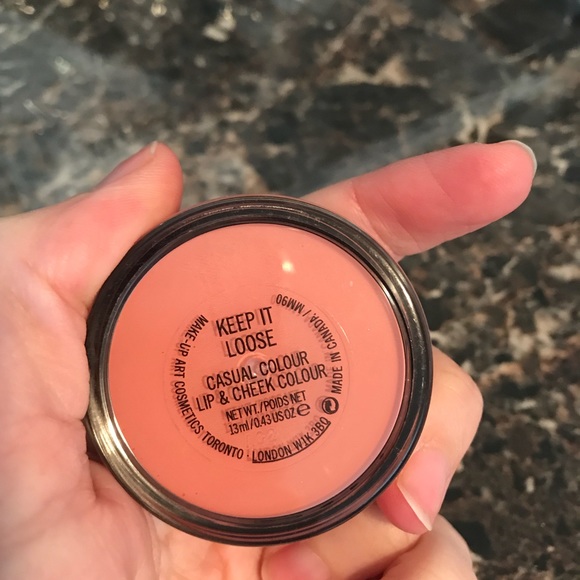 KEEP IT
LOOSE
CASUAL COLOUR
LIP & CHEEK COLOUR
NET WT./POIDS NET
13ml/0.43 US OZ e
MAKE-UP ART COSMETICS TORONTO · LONDON W1K 3BQ
MADE IN CANADA / MM90